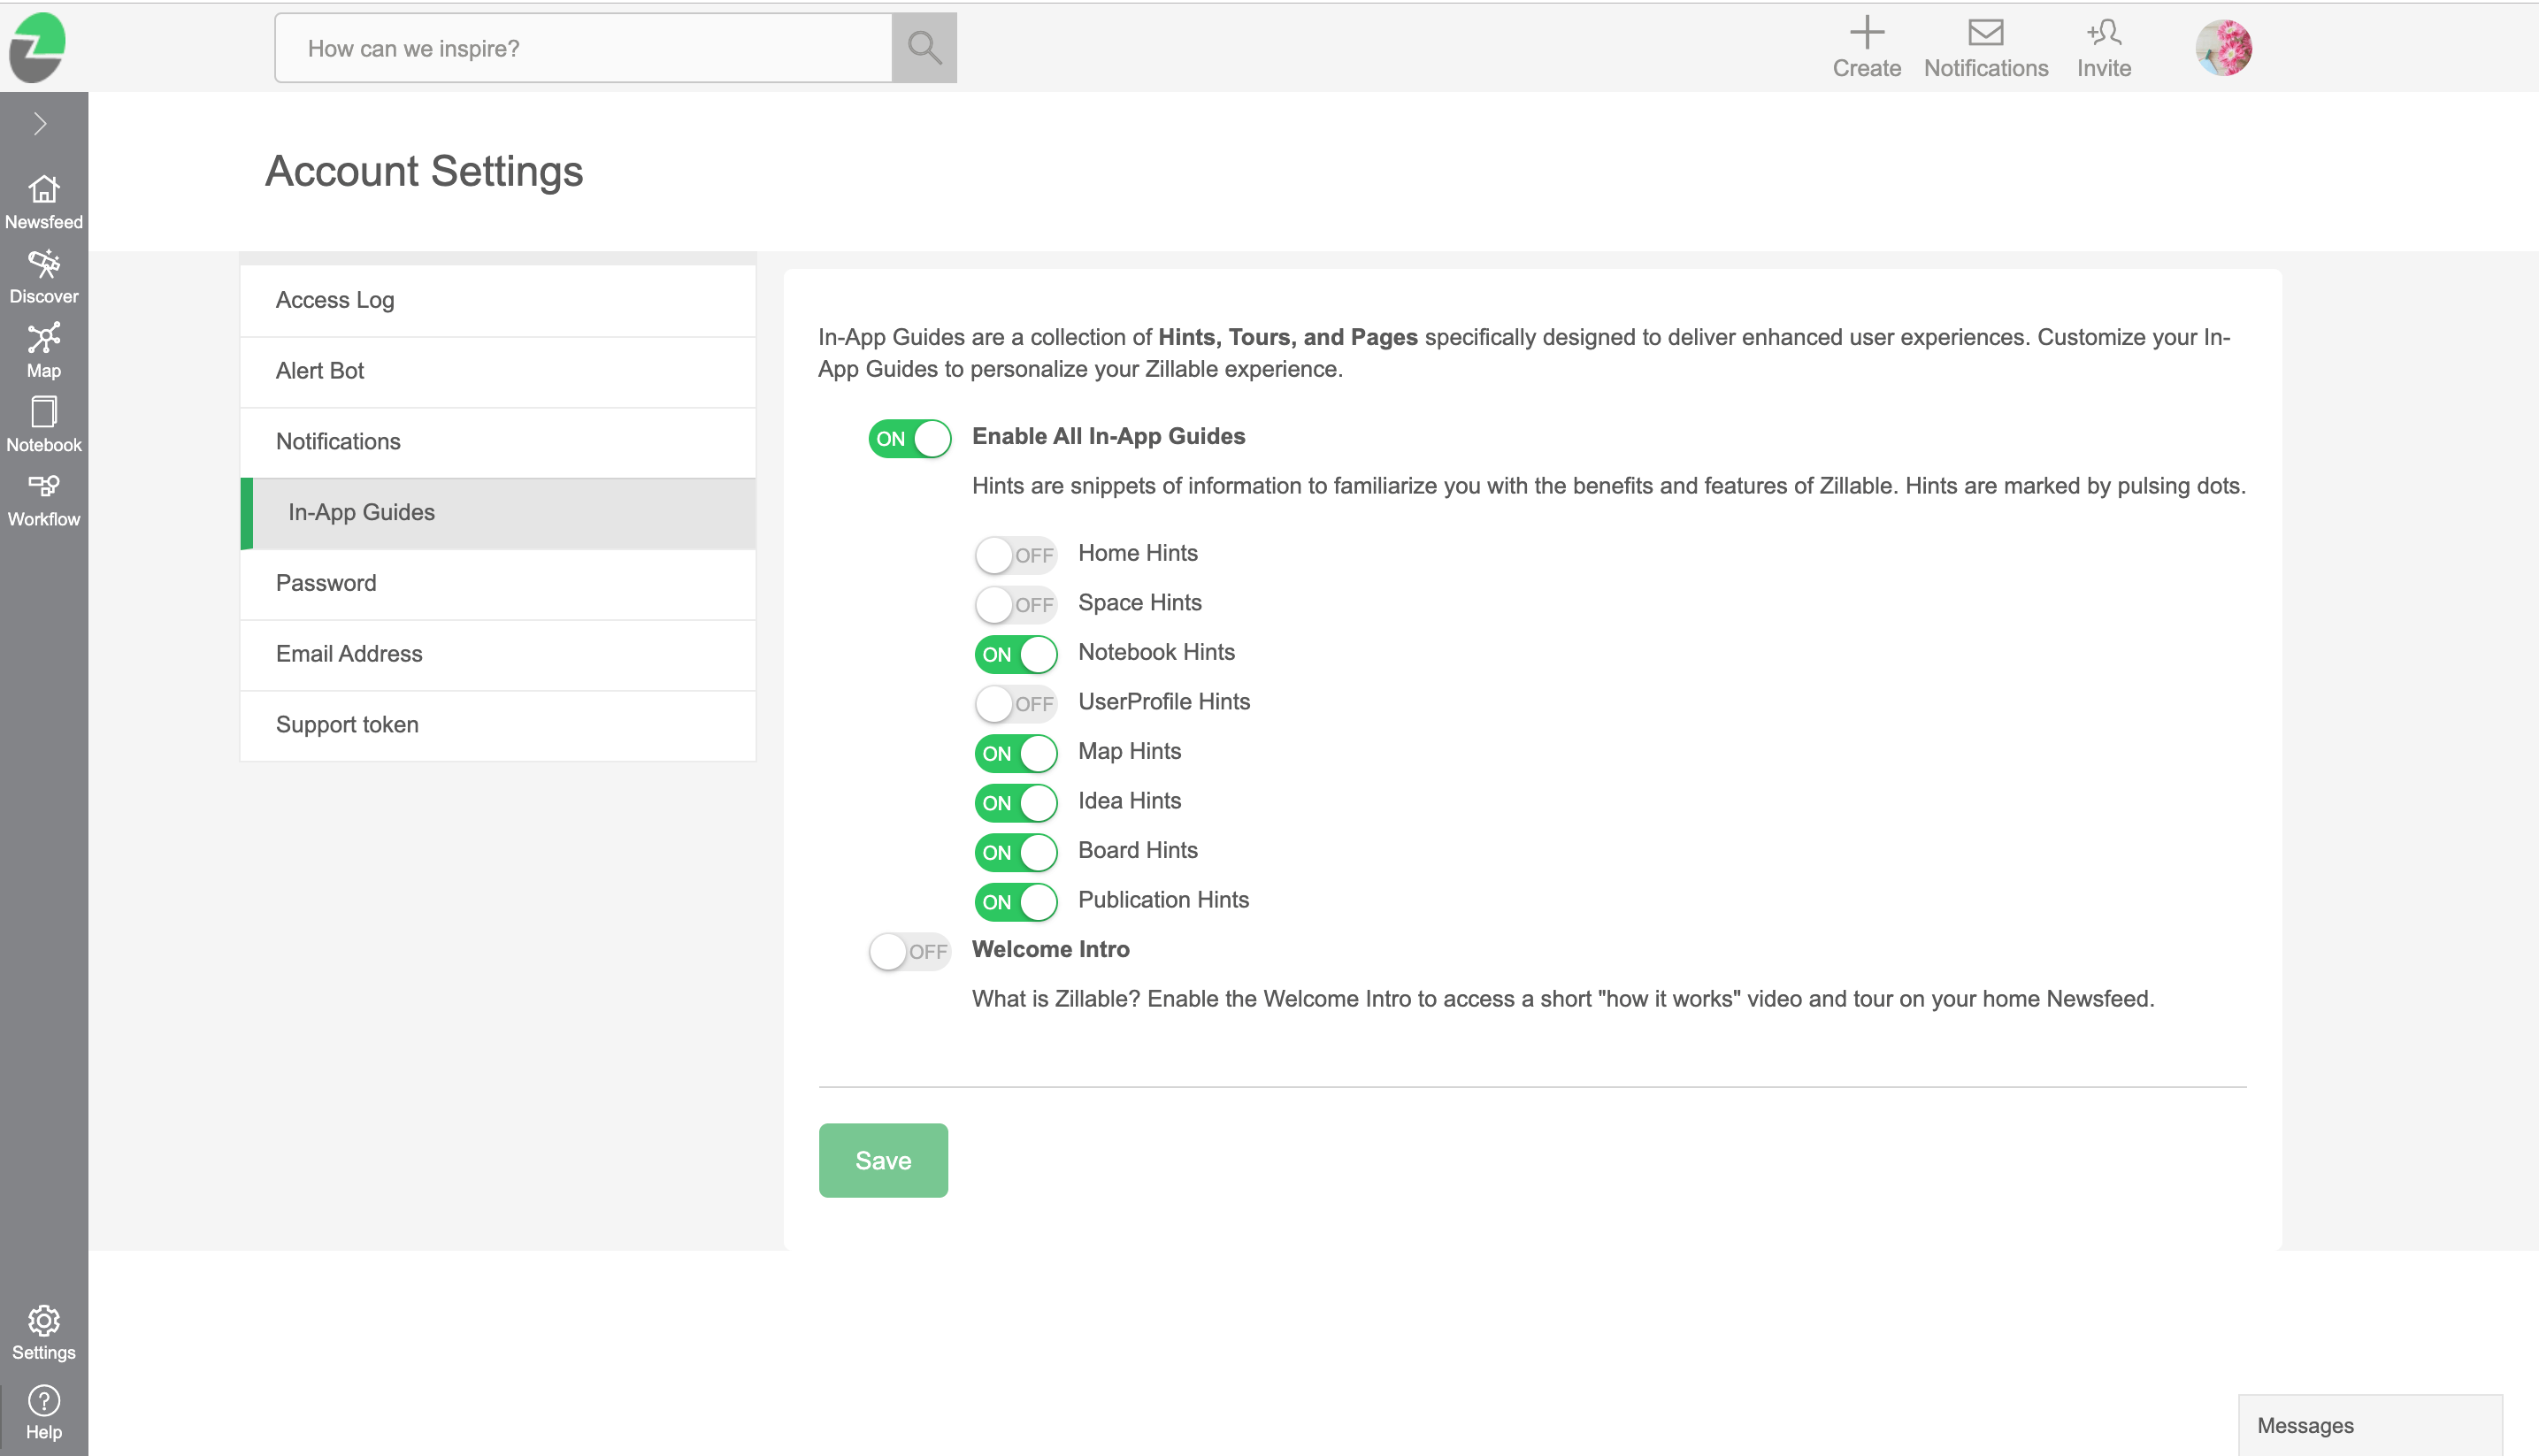 How can we inspire?
Create
Notifications
Invite
Newsfeed
Discover
Map
Notebook
Workflow
Settings
Help
Account Settings
Access Log
Alert Bot
Notifications
In-App Guides
Password
Email Address
Support token
In-App Guides are a collection of Hints, Tours, and Pages specifically designed to deliver enhanced user experiences. Customize your In-
App Guides to personalize your Zillable experience.
ON Enable All In-App Guides
Hints are snippets of information to familiarize you with the benefits and features of Zillable. Hints are marked by pulsing dots.
OFF Home Hints
OFF Space Hints
ON Notebook Hints
OFF UserProfile Hints
ON Map Hints
ON Idea Hints
ON Board Hints
ON Publication Hints
OFF Welcome Intro
What is Zillable? Enable the Welcome Intro to access a short "how it works" video and tour on your home Newsfeed.
Save
Messages